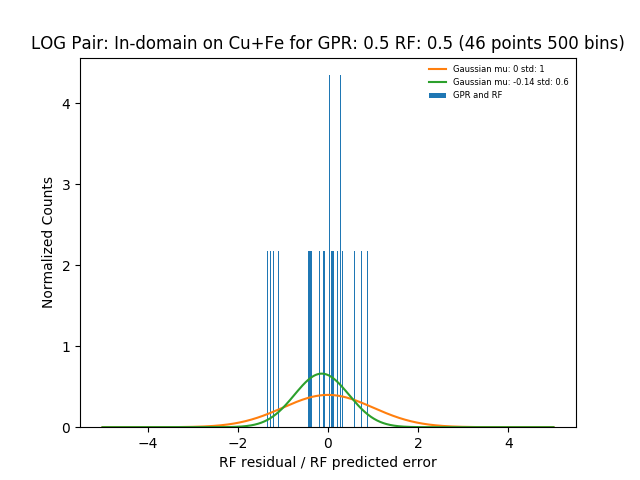 LOG Pair: In-domain on Cu+Fe for GPR: 0.5 RF: 0.5 (46 points 500 bins)
Gaussian mu: 0 std: 1
Gaussian mu: -0.14 std: 0.6
GPR and RF
Normalized Counts
4
3
2
1
0
−4 −2 0 2 4
RF residual / RF predicted error